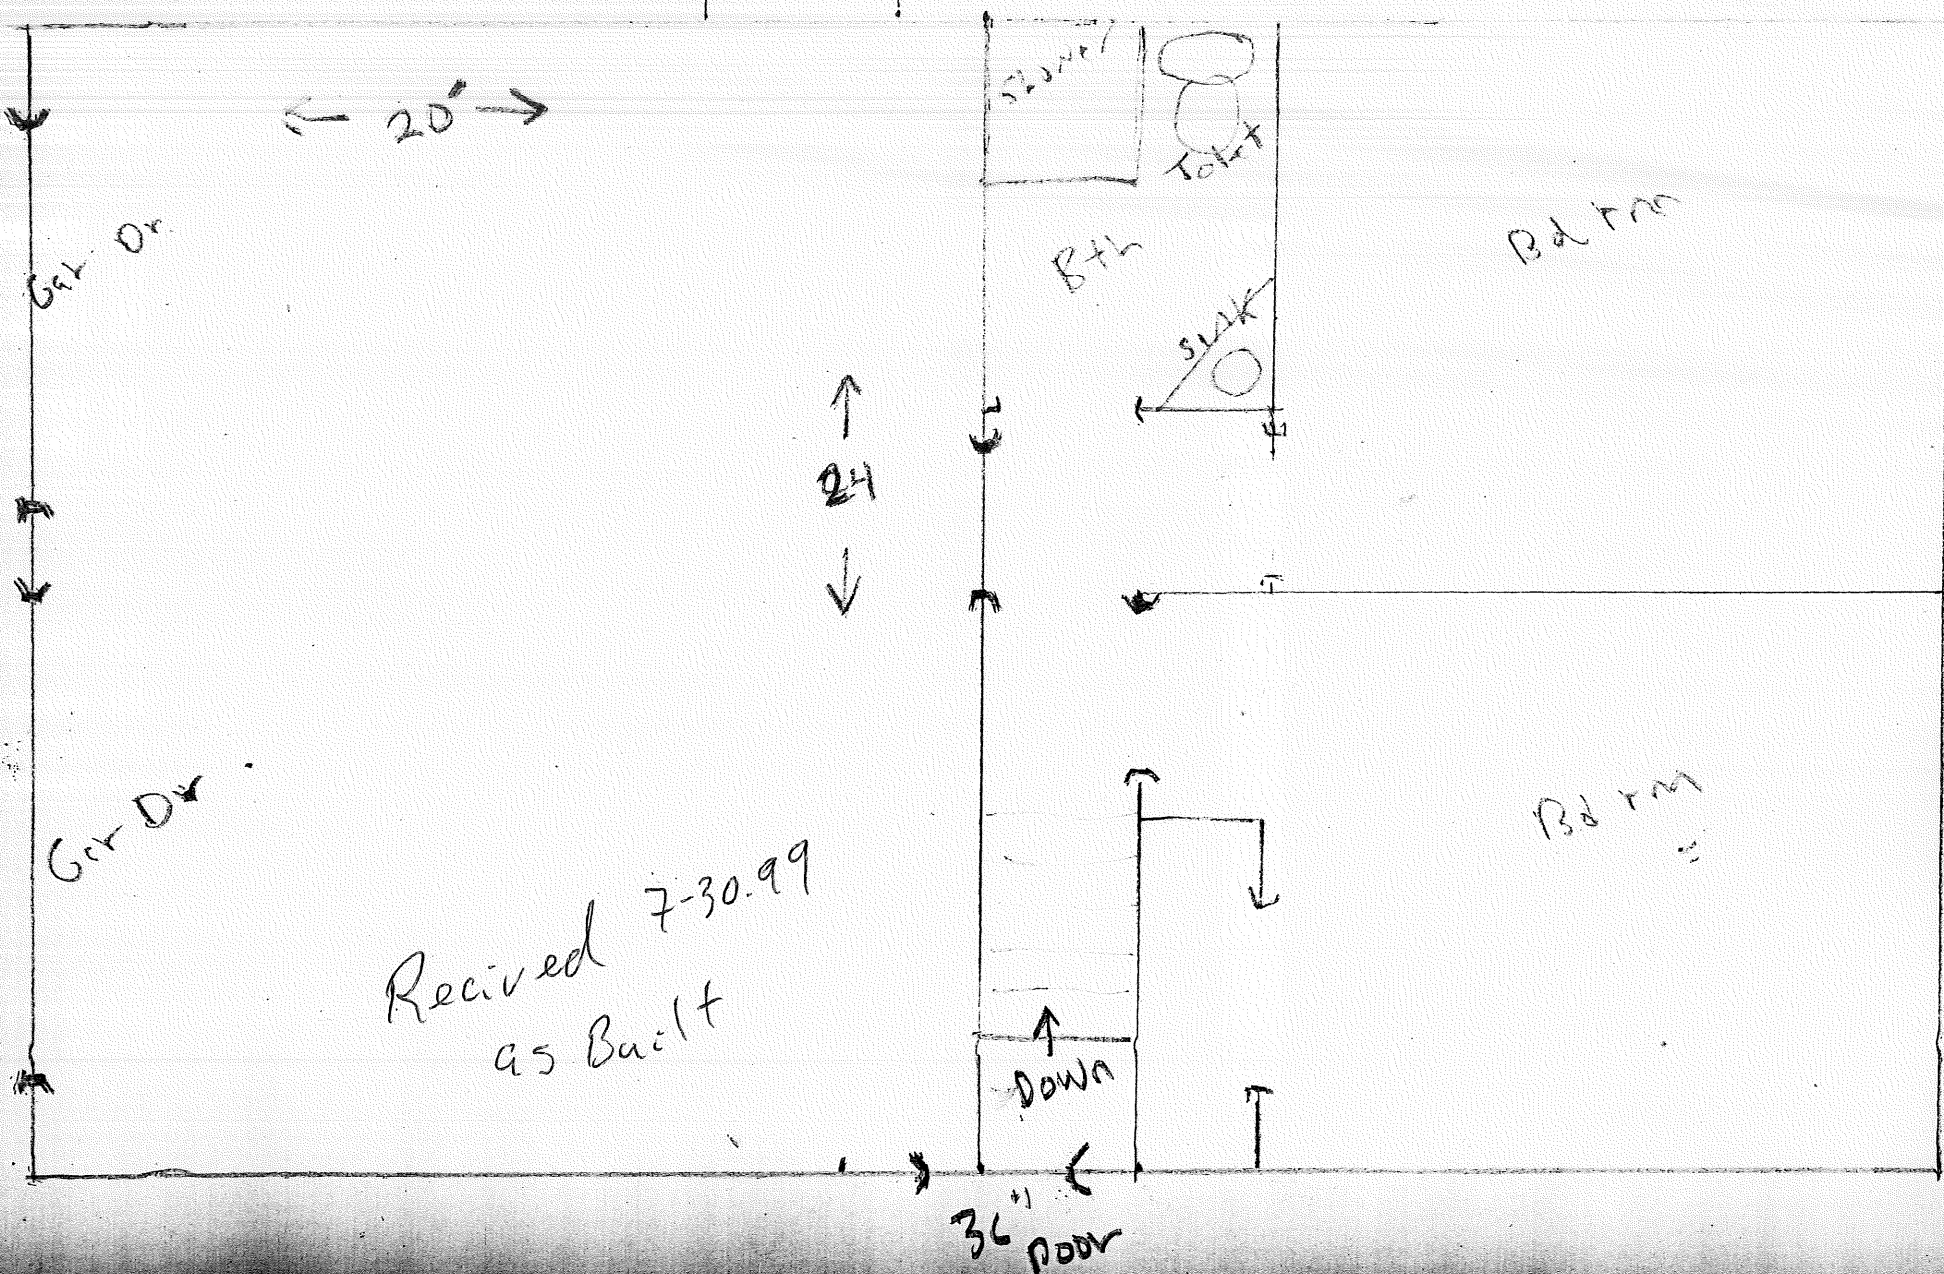 Shower
Toilet
20'
Gar Dr.
Bth
Bd rm
Sink
24
Gar Dr
Bd rm
Recived 7-30.99
as Built
Down
36" Door